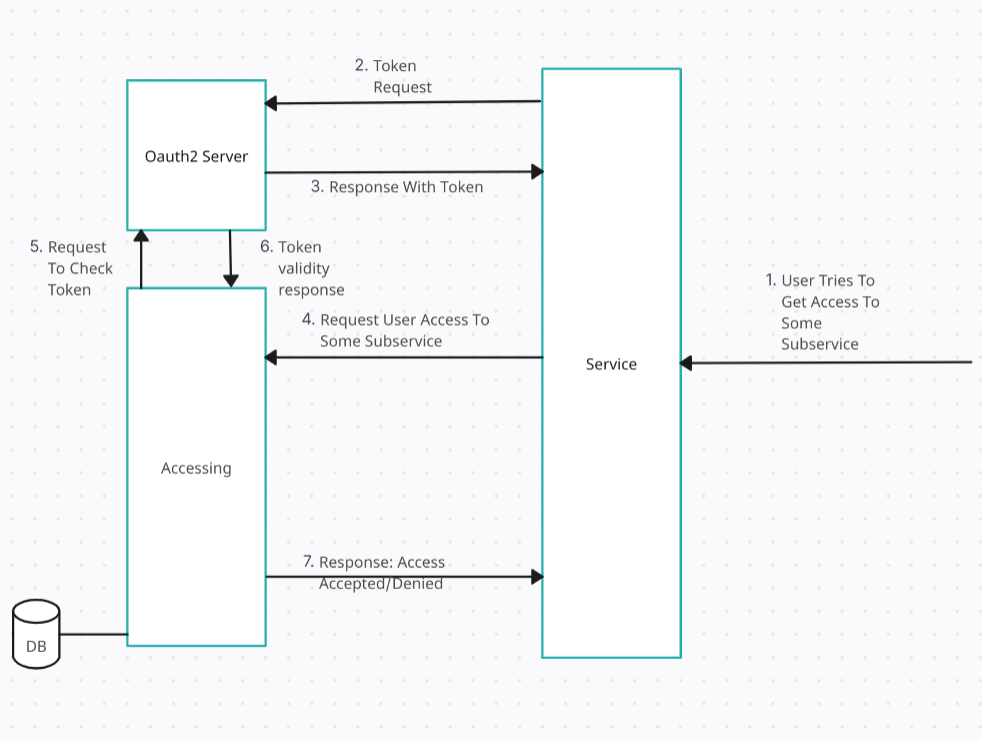 2. Token
Request
Oauth2 Server
3. Response With Token
5. Request
To Check
Token
6. Token
validity
response
1. User Tries To
Get Access To
Some
Subservice
4. Request User Access To
Some Subservice
Service
Accessing
7. Response: Access
Accepted/Denied
DB